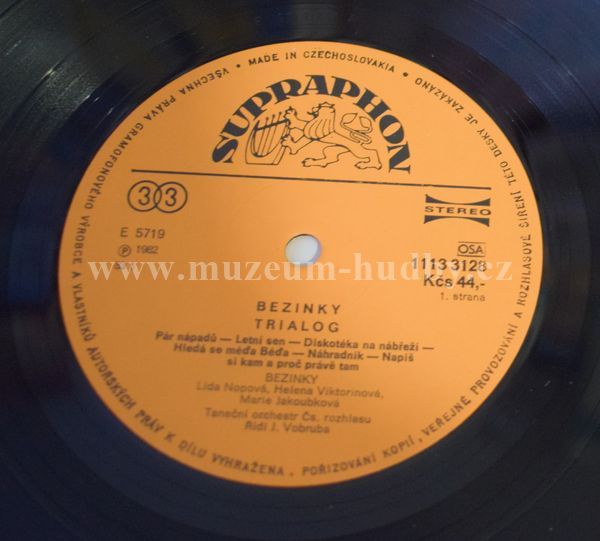 VŠECHNA PRÁVA GRAMOFONOVÉHO VÝROBCE A VLASTNÍKŮ AUTORSKÝCH PRÁV K DÍLU VYHRAŽENA. POŘIZOVÁNÍ KOPIÍ, VEREJNÉ PROVOZOVÁNÍ A ROZHLASOVÉ ŠÍŘENÍ TÉTO DESKY JE ZAKÁZÁNO • MADE IN CZECHOSLOVAKIA •
SUPRAPHON
33
STEREO
E 5719
℗ 1982
OSA
1113 3128
www.muzeum-hudby.cz
Kčs 44,-
1. strana
BEZINKY
TRIALOG
Pár nápadů — Letní sen — Diskotéka na nábřeží —
Hledá se méďa Béďa — Náhradník — Napiš
si kam a proč právě tam
BEZINKY
Lída Nopová, Helena Viktorinová,
Marie Jakoubková
Taneční orchestr Čs. rozhlasu
Řídí J. Vobruba